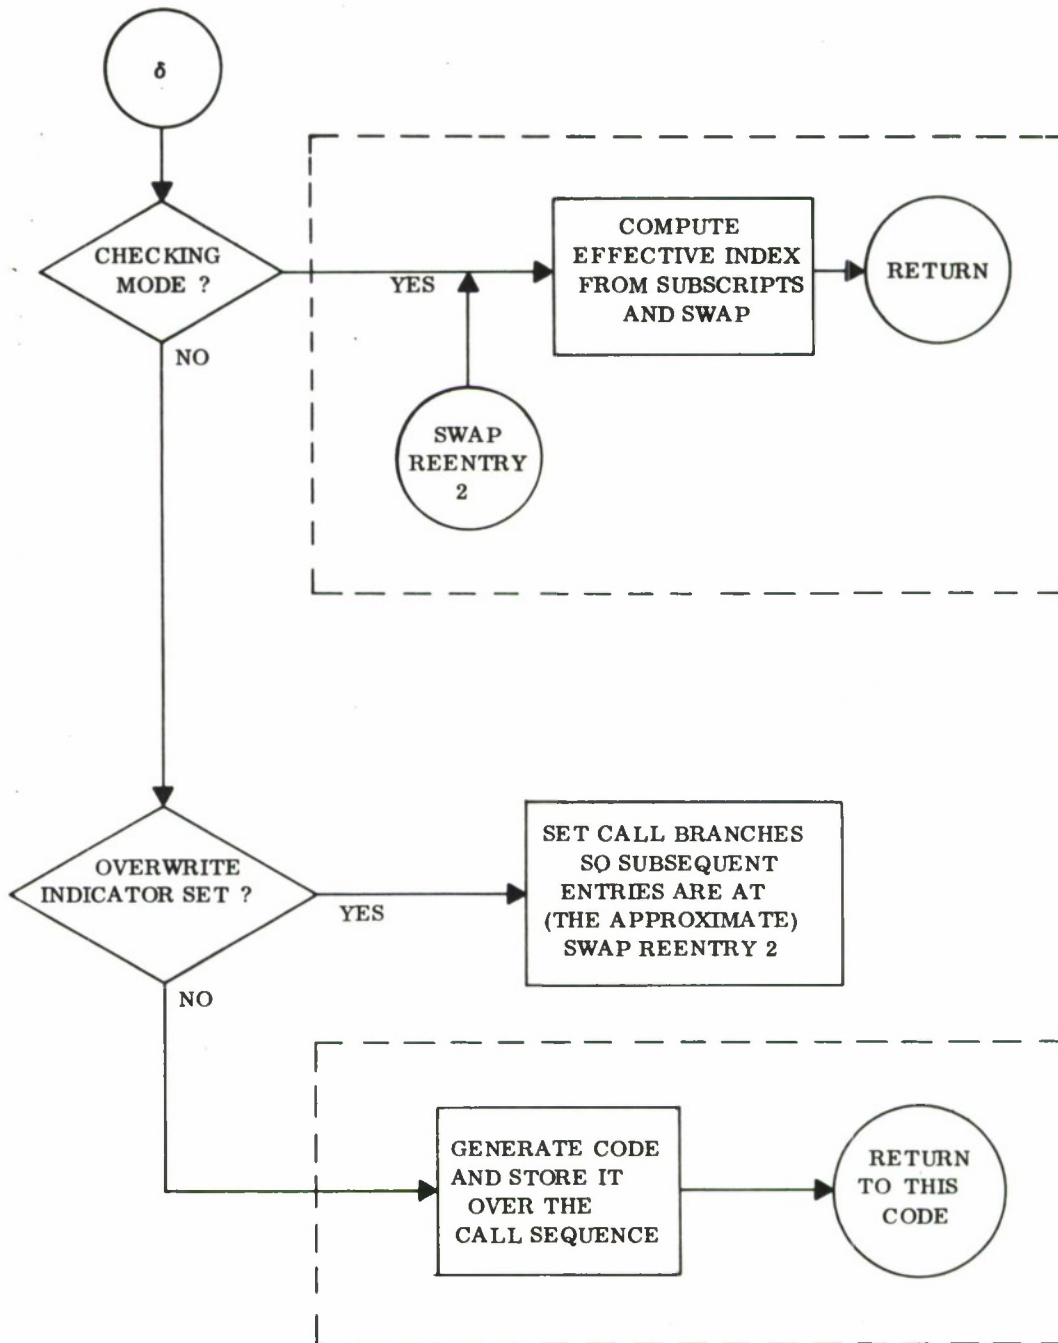 δ
CHECKING
MODE ?
YES
NO
COMPUTE
EFFECTIVE INDEX
FROM SUBSCRIPTS
AND SWAP
RETURN
SWAP
REENTRY
2
OVERWRITE
INDICATOR SET ?
YES
NO
SET CALL BRANCHES
SO SUBSEQUENT
ENTRIES ARE AT
(THE APPROXIMATE)
SWAP REENTRY 2
GENERATE CODE
AND STORE IT
OVER THE
CALL SEQUENCE
RETURN
TO THIS
CODE